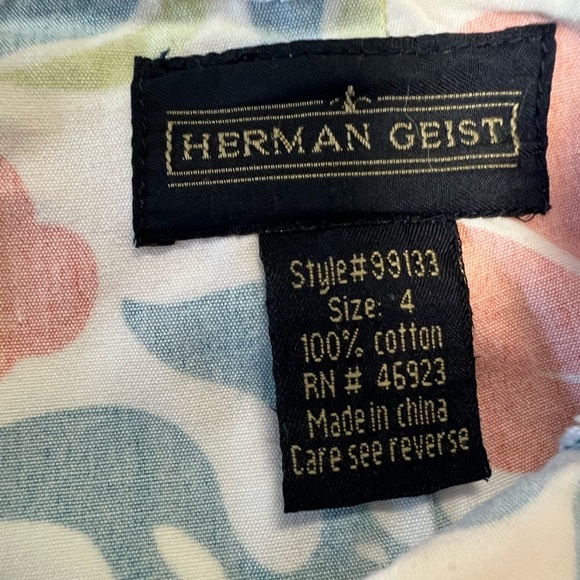 HERMAN GEIST
Style# 99133
Size: 4
100% cotton
RN # 46923
Made in china
Care see reverse